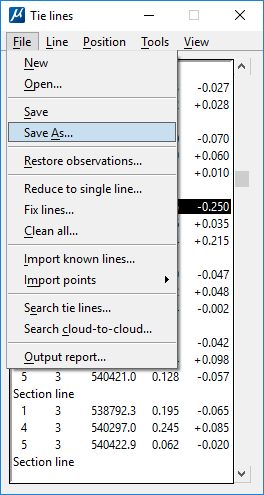 µ Tie lines
File Line Position Tools View
New
Open...
Save
Save As...
Restore observations...
Reduce to single line...
Fix lines...
Clean all...
Import known lines...
Import points
Search tie lines...
Search cloud-to-cloud...
Output report...
-0.027
+0.028
-0.070
+0.060
+0.010
-0.250
+0.035
+0.215
-0.047
-0.048
-0.002
-0.042
+0.098
5 3 540421.0 0.128 -0.057
Section line
1 3 538792.3 0.195 -0.065
4 3 540297.0 0.245 +0.085
5 3 540422.9 0.062 -0.020
Section line